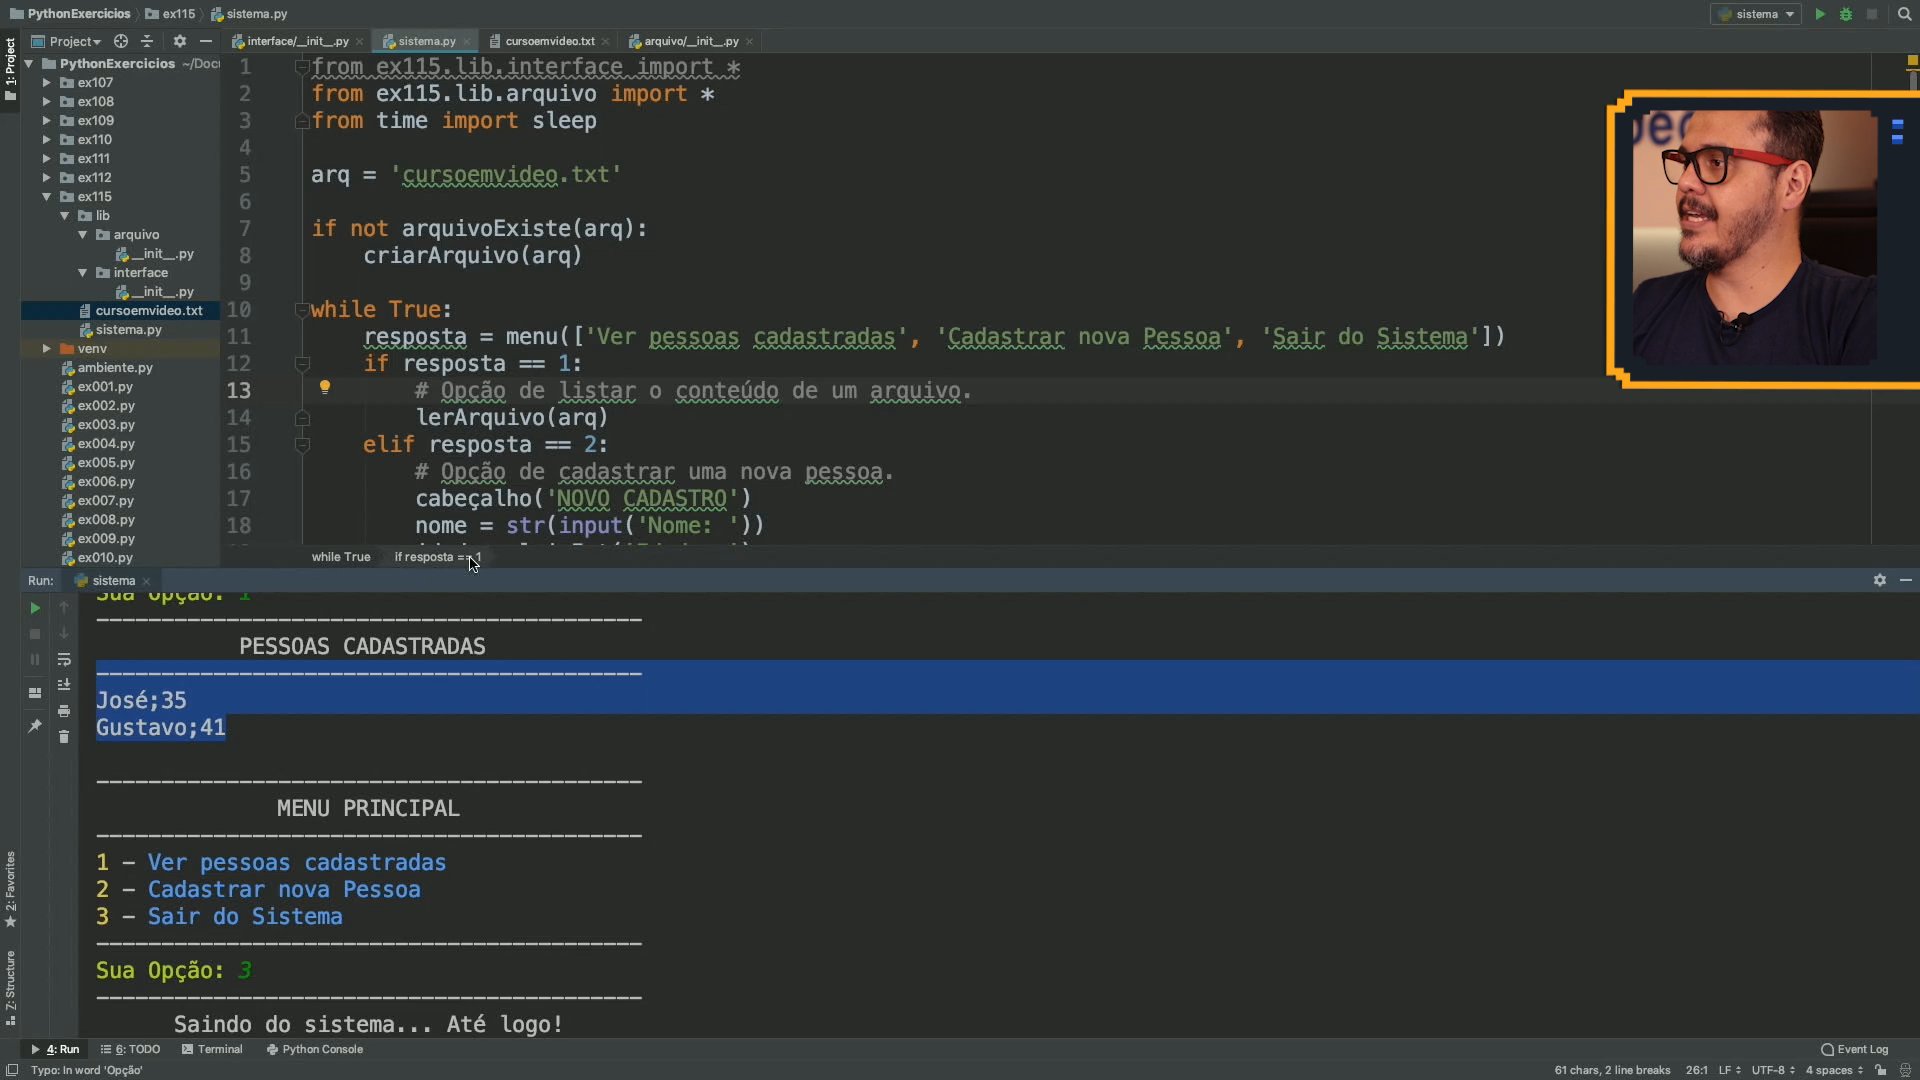 PythonExercicios
ex115
sistema.py
sistema
Project
interface/__init__.py
sistema.py
cursoemvideo.txt
arquivo/__init__.py
1: Project
PythonExercicios ~/Docu
ex107
ex108
ex109
ex110
ex111
ex112
ex115
lib
arquivo
__init__.py
interface
__init__.py
cursoemvideo.txt
sistema.py
venv
ambiente.py
ex001.py
ex002.py
ex003.py
ex004.py
ex005.py
ex006.py
ex007.py
ex008.py
ex009.py
ex010.py
1 from ex115.lib.interface import *
2 from ex115.lib.arquivo import *
3 from time import sleep
4
5 arq = 'cursoemvideo.txt'
6
7 if not arquivoExiste(arq):
8 criarArquivo(arq)
9
10 while True:
11 resposta = menu(['Ver pessoas cadastradas', 'Cadastrar nova Pessoa', 'Sair do Sistema'])
12 if resposta == 1:
13 # Opção de listar o conteúdo de um arquivo.
14 lerArquivo(arq)
15 elif resposta == 2:
16 # Opção de cadastrar uma nova pessoa.
17 cabeçalho('NOVO CADASTRO')
18 nome = str(input('Nome: '))
while True
if resposta == 1
Run:
sistema
Sua Opção: 1
PESSOAS CADASTRADAS
José;35
Gustavo;41
MENU PRINCIPAL
1 - Ver pessoas cadastradas
2 - Cadastrar nova Pessoa
3 - Sair do Sistema
Sua Opção: 3
Saindo do sistema... Até logo!
2: Favorites
Z: Structure
4: Run
6: TODO
Terminal
Python Console
Event Log
Typo: In word 'Opção'
61 chars, 2 line breaks
26:1
LF
UTF-8
4 spaces